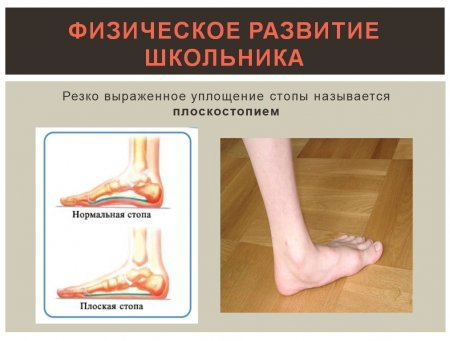 ФИЗИЧЕСКОЕ РАЗВИТИЕ
ШКОЛЬНИКА
Резко выраженное уплощение стопы называется
плоскостопием
Нормальная стопа
Плоская стопа